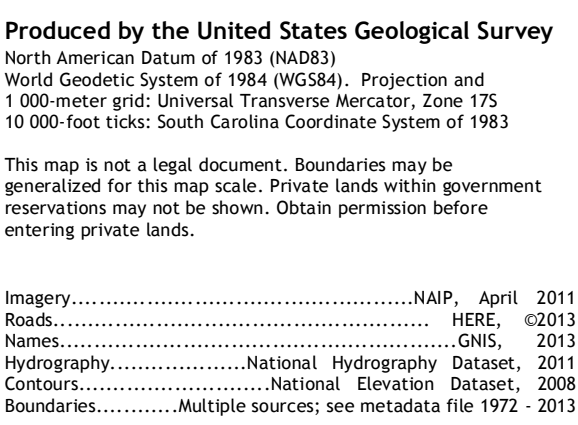 Produced by the United States Geological Survey
North American Datum of 1983 (NAD83)
World Geodetic System of 1984 (WGS84).  Projection and
1 000-meter grid: Universal Transverse Mercator, Zone 17S
10 000-foot ticks: South Carolina Coordinate System of 1983
This map is not a legal document. Boundaries may be
generalized for this map scale. Private lands within government
reservations may not be shown. Obtain permission before
entering private lands.
Imagery..................................................NAIP, April 2011
Roads....................................................... HERE, ©2013
Names..........................................................GNIS, 2013
Hydrography....................National Hydrography Dataset, 2011
Contours............................National Elevation Dataset, 2008
Boundaries............Multiple sources; see metadata file 1972 - 2013